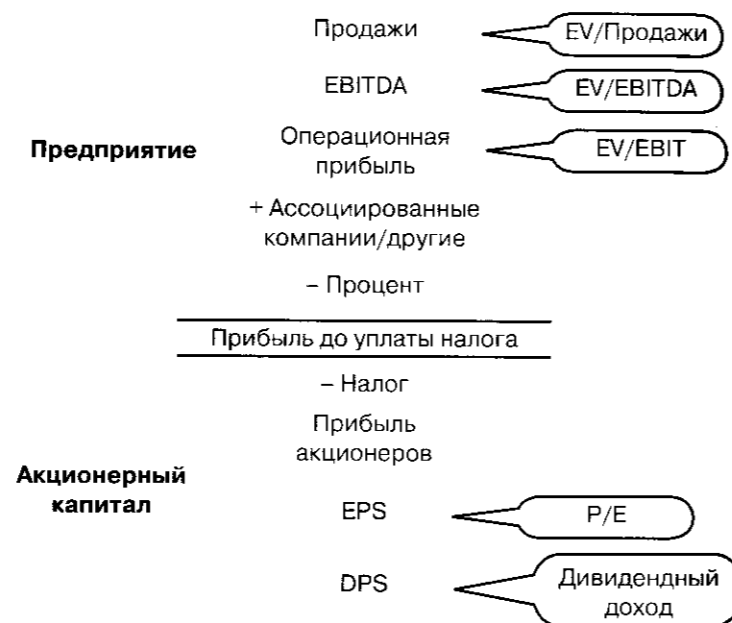 Продажи
EV/Продажи
EBITDA
EV/EBITDA
Предприятие
Операционная
прибыль
EV/EBIT
+ Ассоциированные
компании/другие
– Процент
Прибыль до уплаты налога
– Налог
Прибыль
акционеров
Акционерный
капитал
EPS
P/E
DPS
Дивидендный
доход